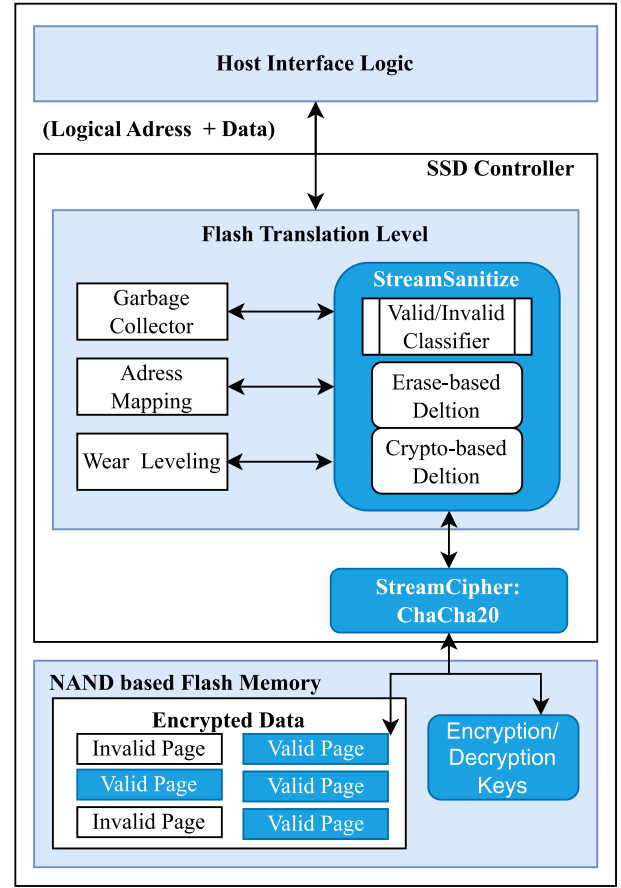 Host Interface Logic
(Logical Adress + Data)
SSD Controller
Flash Translation Level
Garbage
Collector
Adress
Mapping
Wear Leveling
StreamSanitize
Valid/Invalid
Classifier
Erase-based
Deltion
Crypto-based
Deltion
StreamCipher:
ChaCha20
NAND based Flash Memory
Encrypted Data
Invalid Page
Valid Page
Valid Page
Valid Page
Invalid Page
Valid Page
Encryption/
Decryption
Keys